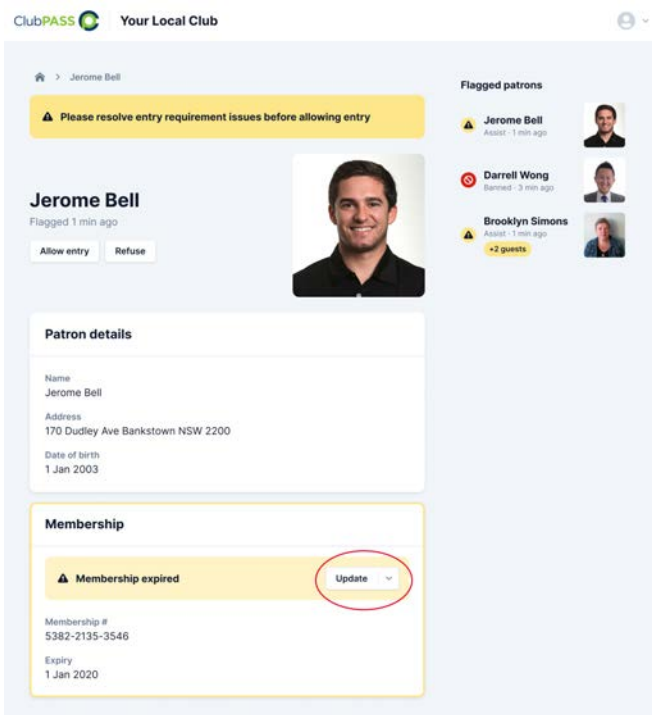 ClubPASS Your Local Club
Jerome Bell
Please resolve entry requirement issues before allowing entry
Jerome Bell
Flagged 1 min ago
Allow entry Refuse
Patron details
Name
Jerome Bell
Address
170 Dudley Ave Bankstown NSW 2200
Date of birth
1 Jan 2003
Membership
Membership expired Update
Membership #
5382-2135-3546
Expiry
1 Jan 2020
Flagged patrons
Jerome Bell
Assist · 1 min ago
Darrell Wong
Banned · 3 min ago
Brooklyn Simons
Assist · 1 min ago
+2 guests